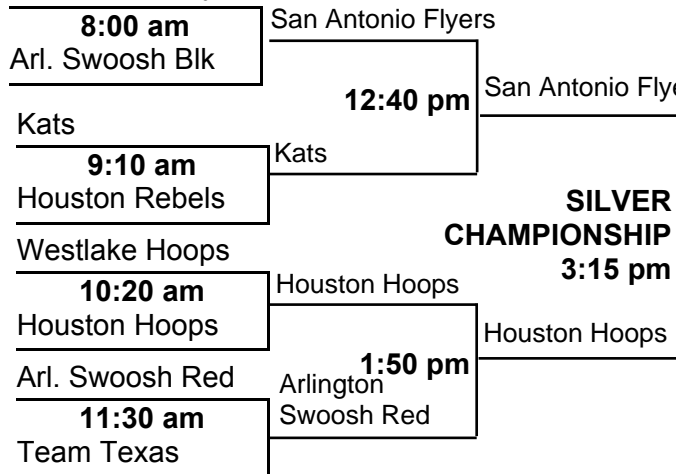 8:00 am
Arl. Swoosh Blk
San Antonio Flyers
12:40 pm
San Antonio
Kats
9:10 am
Houston Rebels
Kats
SILVER
CHAMPIONSHIP
3:15 pm
Westlake Hoops
10:20 am
Houston Hoops
Houston Hoops
1:50 pm
Houston Hoops
Arl. Swoosh Red
11:30 am
Team Texas
Arlington
Swoosh Red